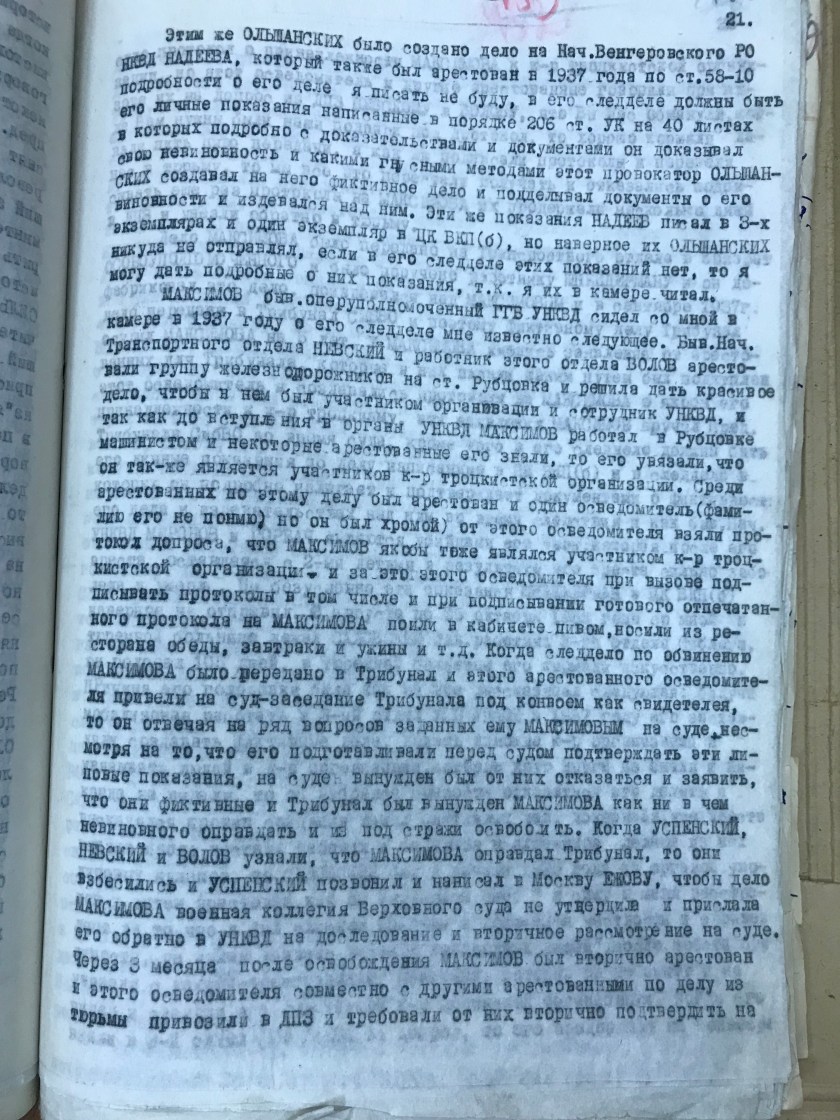 21.
Этим же ОЛЬШАНСКИХ было создано дело на Нач.Венгеровского РО
НКВД НАДЕЕВА, который также был арестован в 1937 года по ст.58-10
подробности о его деле я писать не буду, в его следделе должны быть
его личные показания написанные в порядке 206 ст. УК на 40 листах
в которых подробно с доказательствами и документами он доказывал
свою невиновность и какими гнусными методами этот провокатор ОЛЬШАН-
СКИХ создавал на него фиктивное дело и подделывал документы о его
виновности и издевался над ним. Эти же показания НАДЕЕВ писал в 3-х
экземплярах и один экземпляр в ЦК ВКП(б), но наверное их ОЛЬШАНСКИХ
никуда не отправлял, если в его следделе этих показаний нет, то я
могу дать подробные о них показания, т.к. я их в камере читал.
МАКСИМОВ быв.оперуполномоченный ГГБ УНКВД сидел со мной в
камере в 1937 году о его следделе мне известно следующее. Быв.Нач.
Транспортного отдела НЕВСКИЙ и работник этого отдела ВОЛОВ аресто-
вали группу железнодорожников на ст. Рубцовка и решила дать красивое
дело, чтобы в нем был участником организации и сотрудник УНКВД, и
так как до вступления в органы УНКВД МАКСИМОВ работал в Рубцовке
машинистом и некоторые арестованные его знали, то его увязали,что
он так-же является участников к-р троцкистской организации. Среди
арестованных по этому делу был арестован и один осведомитель(фами-
лию его не помню) но он был хромой) от этого осведомителя взяли про-
токол допроса, что МАКСИМОВ якобы тоже являлся участником к-р троц-
кистской организации и за это этого осведомителя при вызове под-
писывать протоколы в том числе и при подписывании готового отпечатан-
ного протокола на МАКСИМОВА поили в кабинете пивом,носили из ре-
сторана обеды, завтраки и ужины и т.д. Когда следдело по обвинению
МАКСИМОВА было передано в Трибунал и этого арестованного осведомите-
ля привели на суд-заседание Трибунала под конвоем как свидетелея,
то он отвечая на ряд вопросов заданных ему МАКСИМОВЫМ на суде,нес-
мотря на то,что его подготавливали перед судом подтверждать эти ли-
повые показания, на суде вынужден был от них отказаться и заявить,
что они фиктивные и Трибунал был вынужден МАКСИМОВА как ни в чем
невиновного оправдать и из под стражи освободить. Когда УСПЕНСКИЙ,
НЕВСКИЙ и ВОЛОВ узнали, что МАКСИМОВА оправдал Трибунал, то они
взбесились и УСПЕНСКИЙ позвонил и написал в Москву ЕЖОВУ, чтобы дело
МАКСИМОВА военная коллегия Верховного суда не утвердила и прислала
его обратно в УНКВД на доследование и вторичное рассмотрение на суде.
Через 3 месяца после освобождения МАКСИМОВ был вторично арестован
и этого осведомителя совместно с другими арестованными по делу из
тюрьмы привозили в ДПЗ и требовали от них вторично подтвердить на